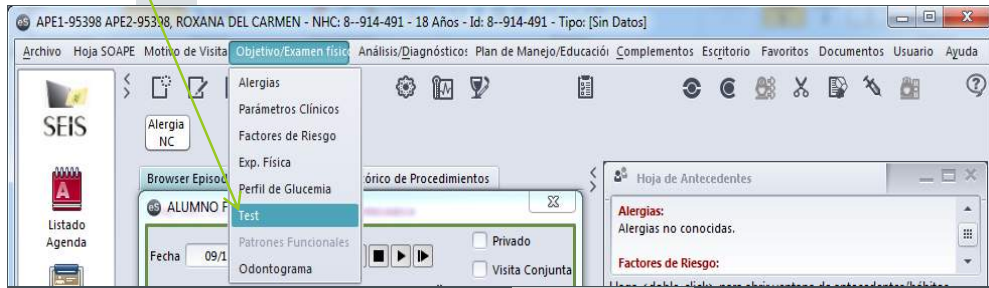 APE1-95398 APE2-95398, ROXANA DEL CARMEN - NHC: 8--914-491 - 18 Años - Id: 8--914-491 - Tipo: [Sin Datos]
Archivo Hoja SOAPE Motivo de Visita Objetivo/Examen físico Análisis/Diagnósticos Plan de Manejo/Educació Complementos Escritorio Favoritos Documentos Usuario Ayuda
SEIS
Alergia
NC
Alergias
Parámetros Clínicos
Factores de Riesgo
Exp. Física
Perfil de Glucemia
Test
Patrones Funcionales
Odontograma
Listado
Agenda
Browser Episod
órico de Procedimientos
ALUMNO
Fecha 09/1
Privado
Visita Conjunta
Hoja de Antecedentes
Alergias:
Alergias no conocidas.
Factores de Riesgo: